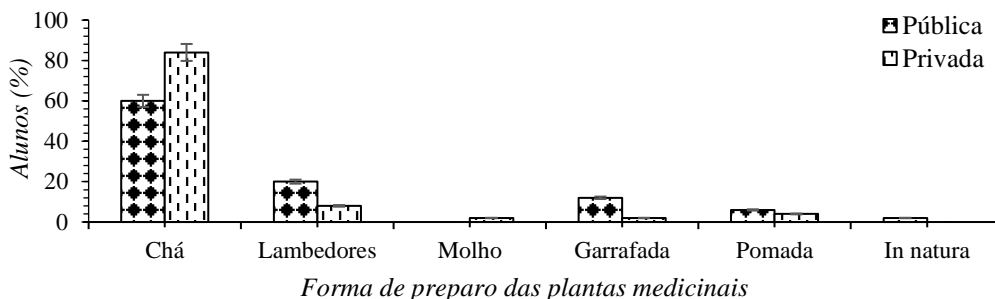 Alunos (%)
100
80
60
40
20
0
Pública
Privada
Chá
Lambedores
Molho
Garrafada
Pomada
In natura
Forma de preparo das plantas medicinais